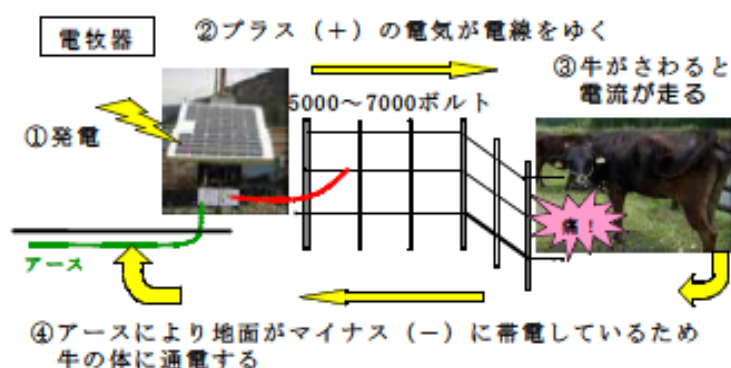 電牧器
②プラス（＋）の電気が電線をゆく
③牛がさわると
電流が走る
5000～7000ボルト
①発電
痛！
アース
④アースにより地面がマイナス（－）に帯電しているため
牛の体に通電する